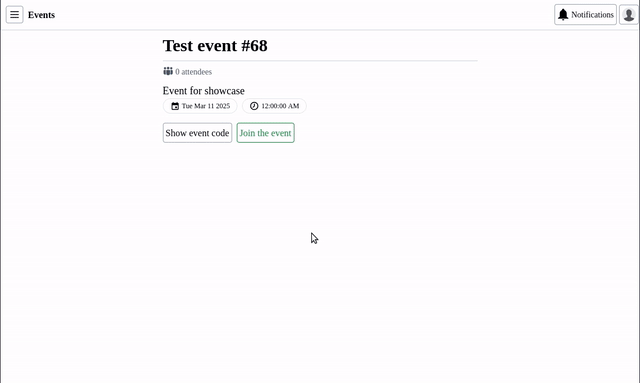 Events
Notifications
Test event #68
0 attendees
Event for showcase
Tue Mar 11 2025
12:00:00 AM
Show event code
Join the event